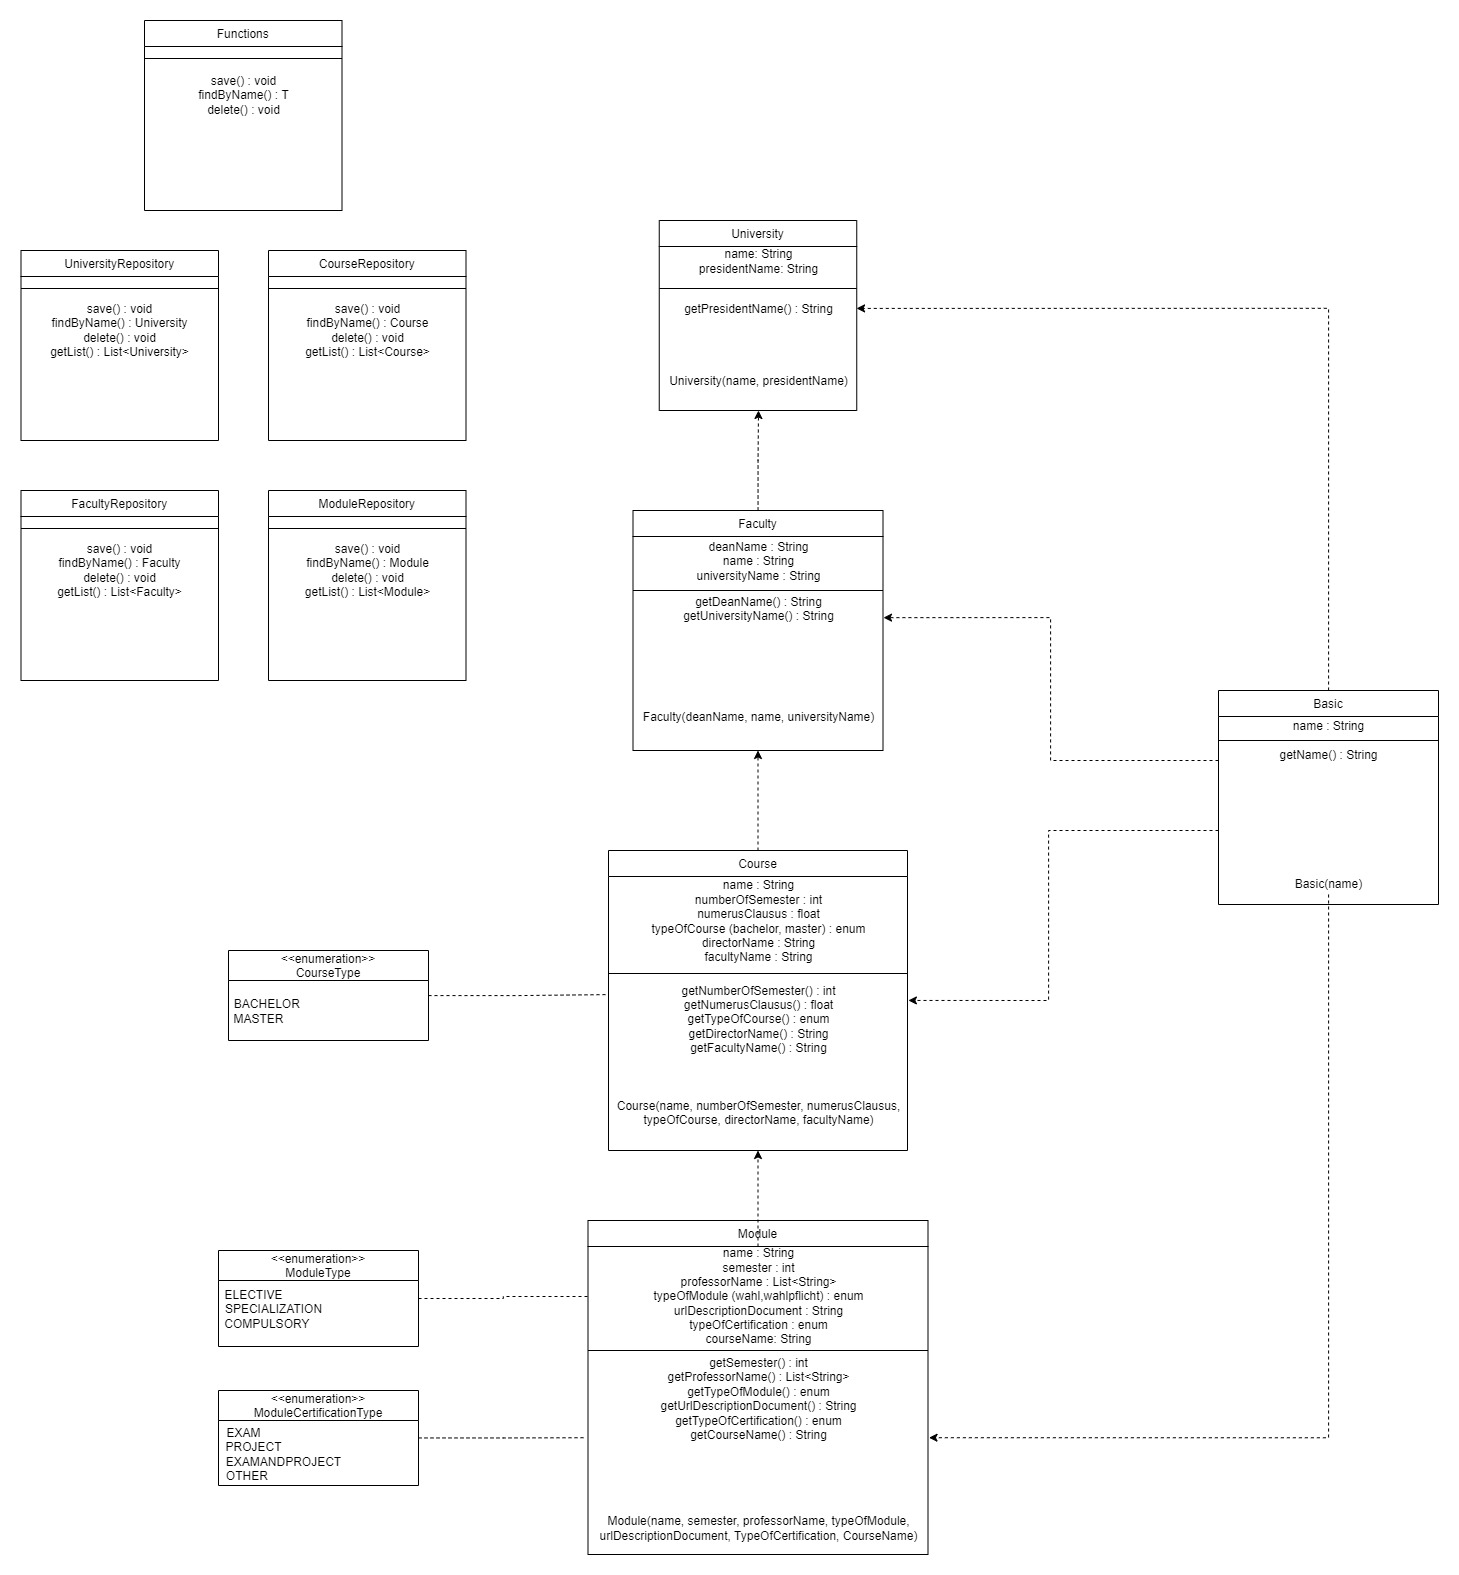 Functions
save() : void
findByName() : T
delete() : void
UniversityRepository
save() : void
findByName() : University
delete() : void
getList() : List<University>
CourseRepository
save() : void
findByName() : Course
delete() : void
getList() : List<Course>
FacultyRepository
save() : void
findByName() : Faculty
delete() : void
getList() : List<Faculty>
ModuleRepository
save() : void
findByName() : Module
delete() : void
getList() : List<Module>
University
name: String
presidentName: String
getPresidentName() : String
University(name, presidentName)
Faculty
deanName : String
name : String
universityName : String
getDeanName() : String
getUniversityName() : String
Faculty(deanName, name, universityName)
Basic
name : String
getName() : String
Basic(name)
Course
name : String
numberOfSemester : int
numerusClausus : float
typeOfCourse (bachelor, master) : enum
directorName : String
facultyName : String
getNumberOfSemester() : int
getNumerusClausus() : float
getTypeOfCourse() : enum
getDirectorName() : String
getFacultyName() : String
Course(name, numberOfSemester, numerusClausus,
typeOfCourse, directorName, facultyName)
<<enumeration>>
CourseType
BACHELOR
MASTER
Module
name : String
semester : int
professorName : List<String>
typeOfModule (wahl,wahlpflicht) : enum
urlDescriptionDocument : String
typeOfCertification : enum
courseName: String
getSemester() : int
getProfessorName() : List<String>
getTypeOfModule() : enum
getUrlDescriptionDocument() : String
getTypeOfCertification() : enum
getCourseName() : String
Module(name, semester, professorName, typeOfModule,
urlDescriptionDocument, TypeOfCertification, CourseName)
<<enumeration>>
ModuleType
ELECTIVE
SPECIALIZATION
COMPULSORY
<<enumeration>>
ModuleCertificationType
EXAM
PROJECT
EXAMANDPROJECT
OTHER